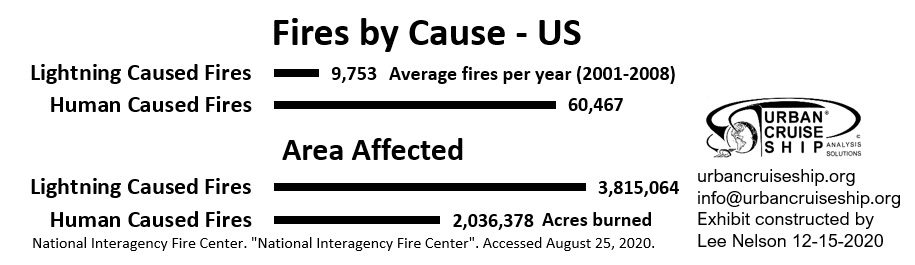 Fires by Cause - US
Lightning Caused Fires 9,753 Average fires per year (2001-2008)
Human Caused Fires 60,467
Area Affected
Lightning Caused Fires 3,815,064
Human Caused Fires 2,036,378 Acres burned
National Interagency Fire Center. "National Interagency Fire Center". Accessed August 25, 2020.
URBAN®
CRUISE
SHIP ANALYSIS
SOLUTIONS
©
urbancruiseship.org
info@urbancruiseship.org
Exhibit constructed by
Lee Nelson 12-15-2020